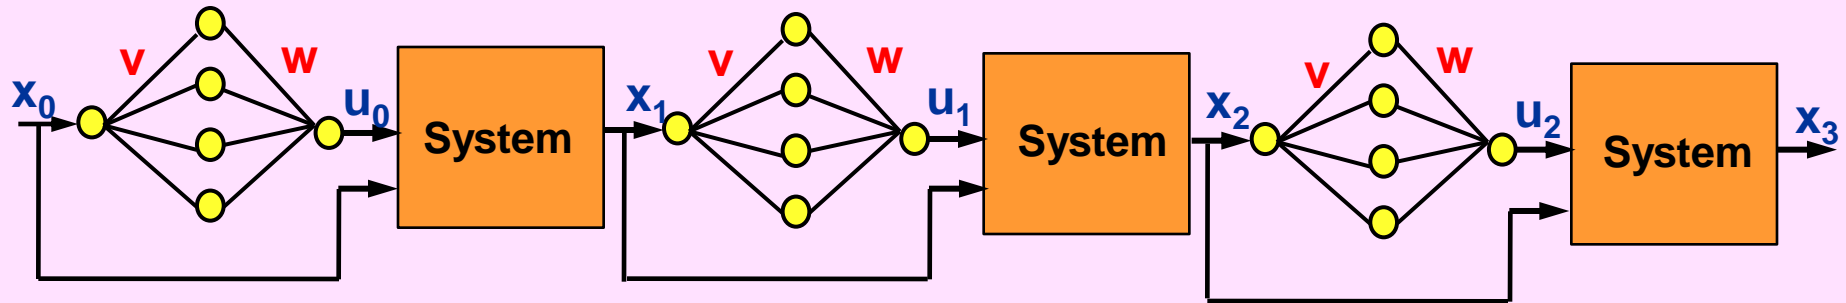 x0 v w u0 System
x1 v w u1 System
x2 v w u2 System
x3